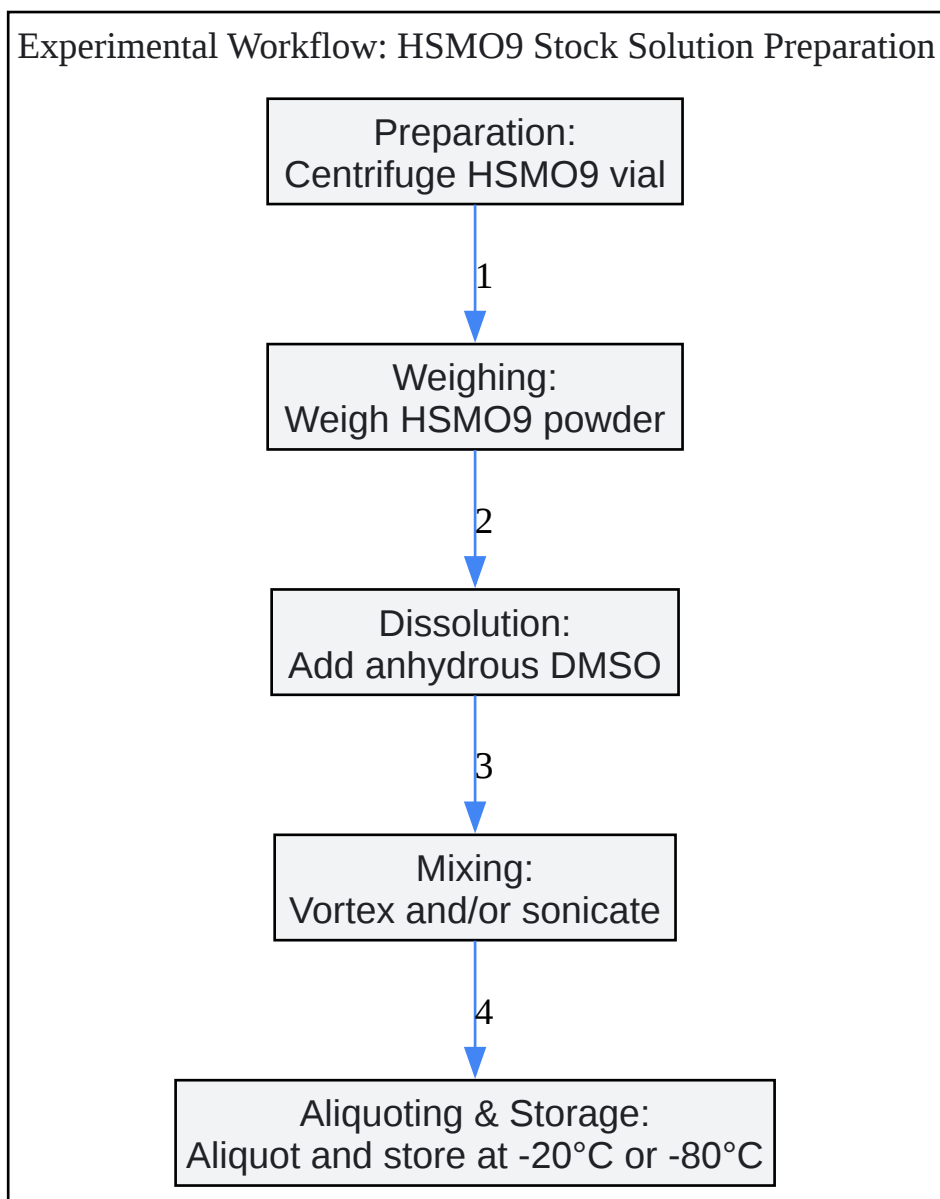 Experimental Workflow: HSMO9 Stock Solution Preparation
Preparation:
Centrifuge HSMO9 vial
1
Weighing:
Weigh HSMO9 powder
2
Dissolution:
Add anhydrous DMSO
3
Mixing:
Vortex and/or sonicate
4
Aliquoting & Storage:
Aliquot and store at -20°C or -80°C